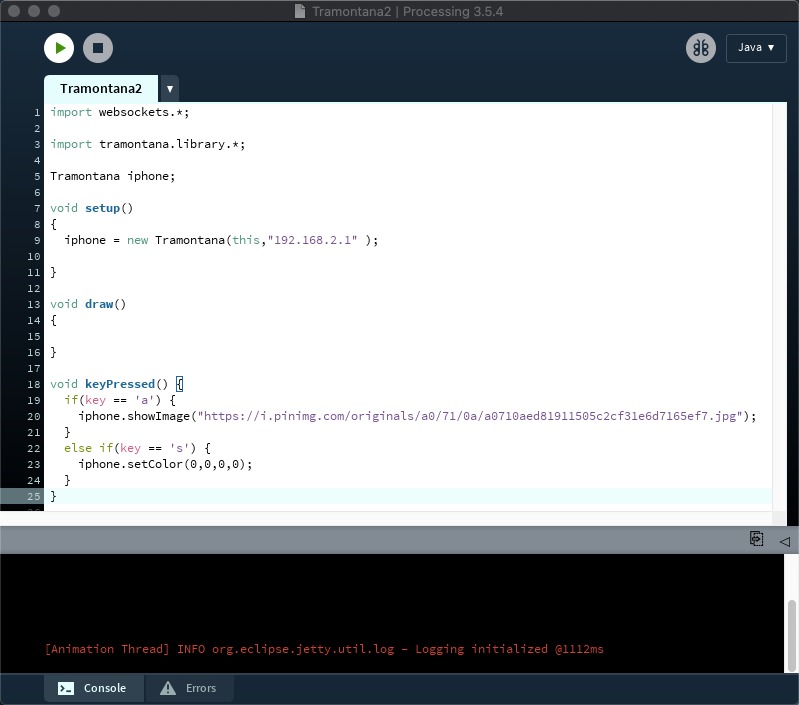 Tramontana2 | Processing 3.5.4
Java ▼
Tramontana2 ▼
1 import websockets.*;
2
3 import tramontana.library.*;
4
5 Tramontana iphone;
6
7 void setup()
8 {
9 iphone = new Tramontana(this,"192.168.2.1" );
10
11 }
12
13 void draw()
14 {
15
16 }
17
18 void keyPressed() {
19 if(key == 'a') {
20 iphone.showImage("https://i.pinimg.com/originals/a0/71/0a/a0710aed81911505c2cf31e6d7165ef7.jpg");
21 }
22 else if(key == 's') {
23 iphone.setColor(0,0,0,0);
24 }
25 }
[Animation Thread] INFO org.eclipse.jetty.util.log - Logging initialized @1112ms
Console Errors